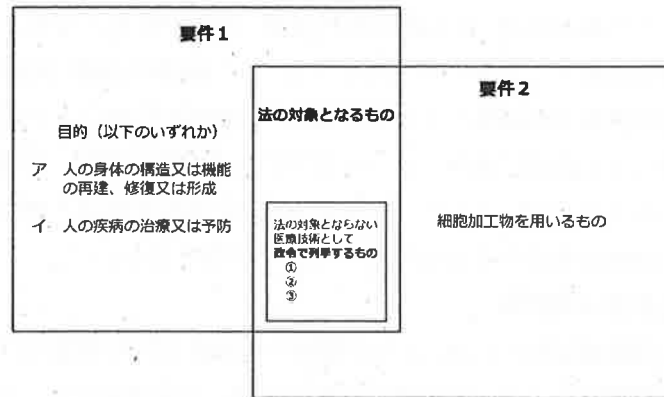 要件1
目的（以下のいずれか）
ア 人の身体の構造又は機能
の再建、修復又は形成
イ 人の疾病の治療又は予防
法の対象となるもの
法の対象とならない
医療技術として
政令で列挙するもの
①
②
③
要件2
細胞加工物を用いるもの